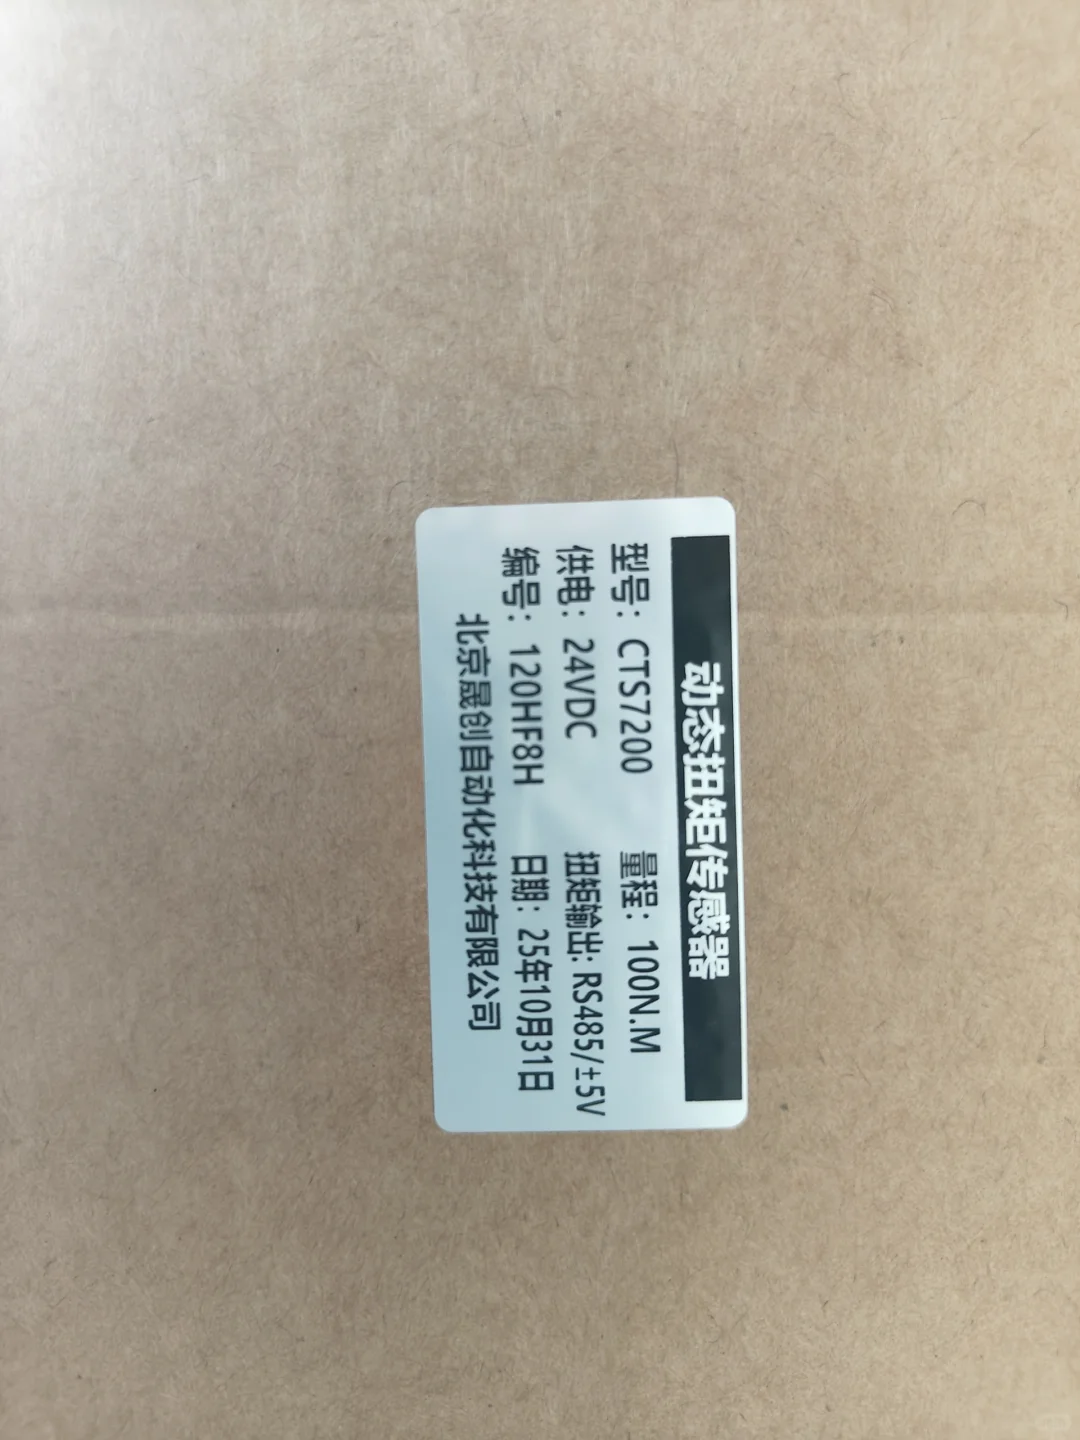 动态扭矩传感器
型号：CTS7200 量程：100N.M
供电：24VDC 扭矩输出: RS485/±5V
编号：120HF8H 日期：25年10月31日
北京晟创自动化科技有限公司